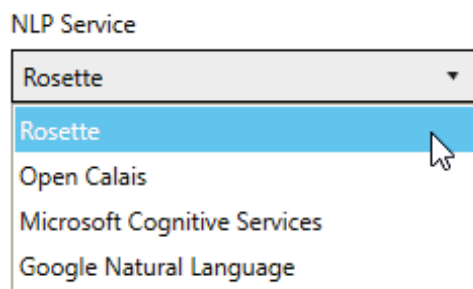 NLP Service
Rosette
Rosette
Open Calais
Microsoft Cognitive Services
Google Natural Language